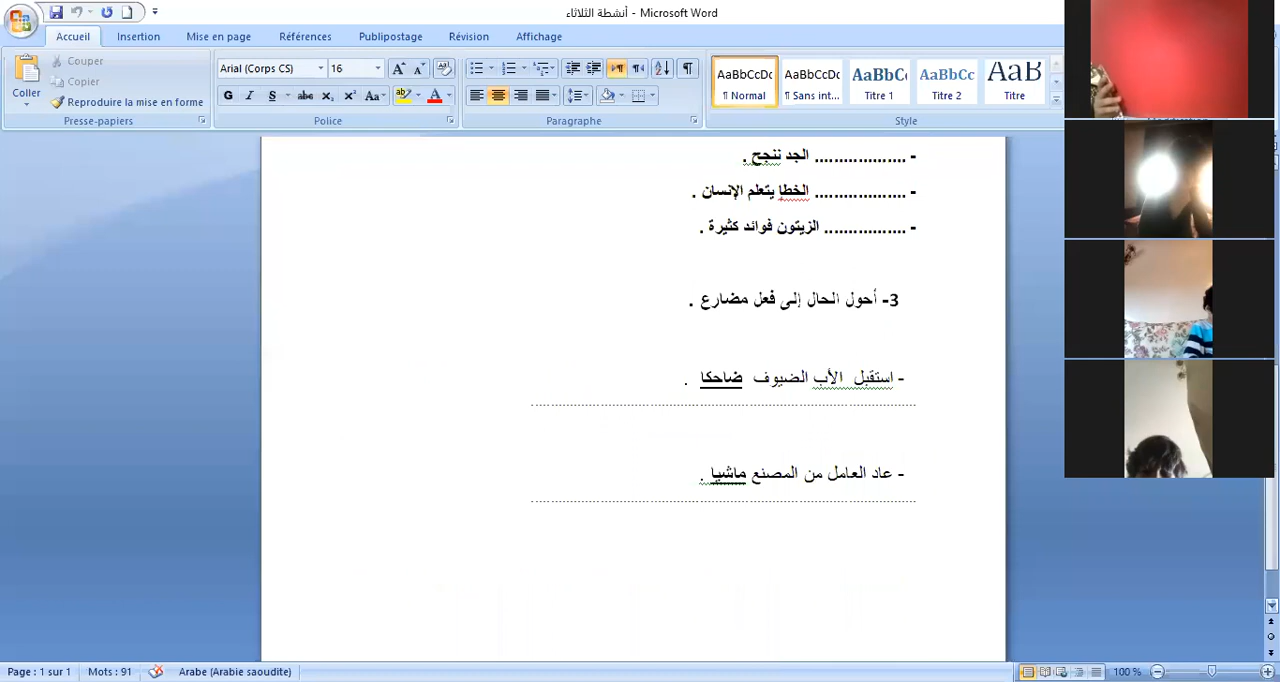 أنشطة الثلاثاء - Microsoft Word
Accueil Insertion Mise en page Références Publipostage Révision Affichage
Coller
Couper
Copier
Reproduire la mise en forme
Presse-papiers
Arial (Corps CS) 16
Police
Paragraphe
AaBbCcDc AaBbCcDc AaBbC AaBbCc AaB
¶ Normal ¶ Sans int... Titre 1 Titre 2 Titre
Style
- ................... الجد ننجح .
- ................... الخطإ يتعلم الإنسان .
- ................. الزيتون فوائد كثيرة .
3- أحول الحال إلى فعل مضارع .
- استقبل الأب الضيوف ضاحكا .
- عاد العامل من المصنع ماشيا .
Page : 1 sur 1 Mots : 91 Arabe (Arabie saoudite) 100 %